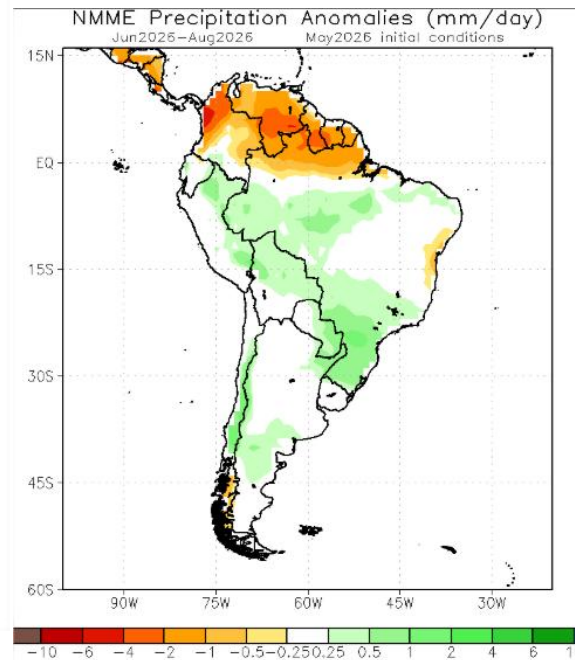 NMME Precipitation Anomalies (mm/day)
Jun2026-Aug2026 May2026 initial conditions
15N
EQ
15S
30S
45S
60S
90W 75W 60W 45W 30W
-10 -6 -4 -2 -1 -0.5-0.25 0.25 0.5 1 2 4 6 1